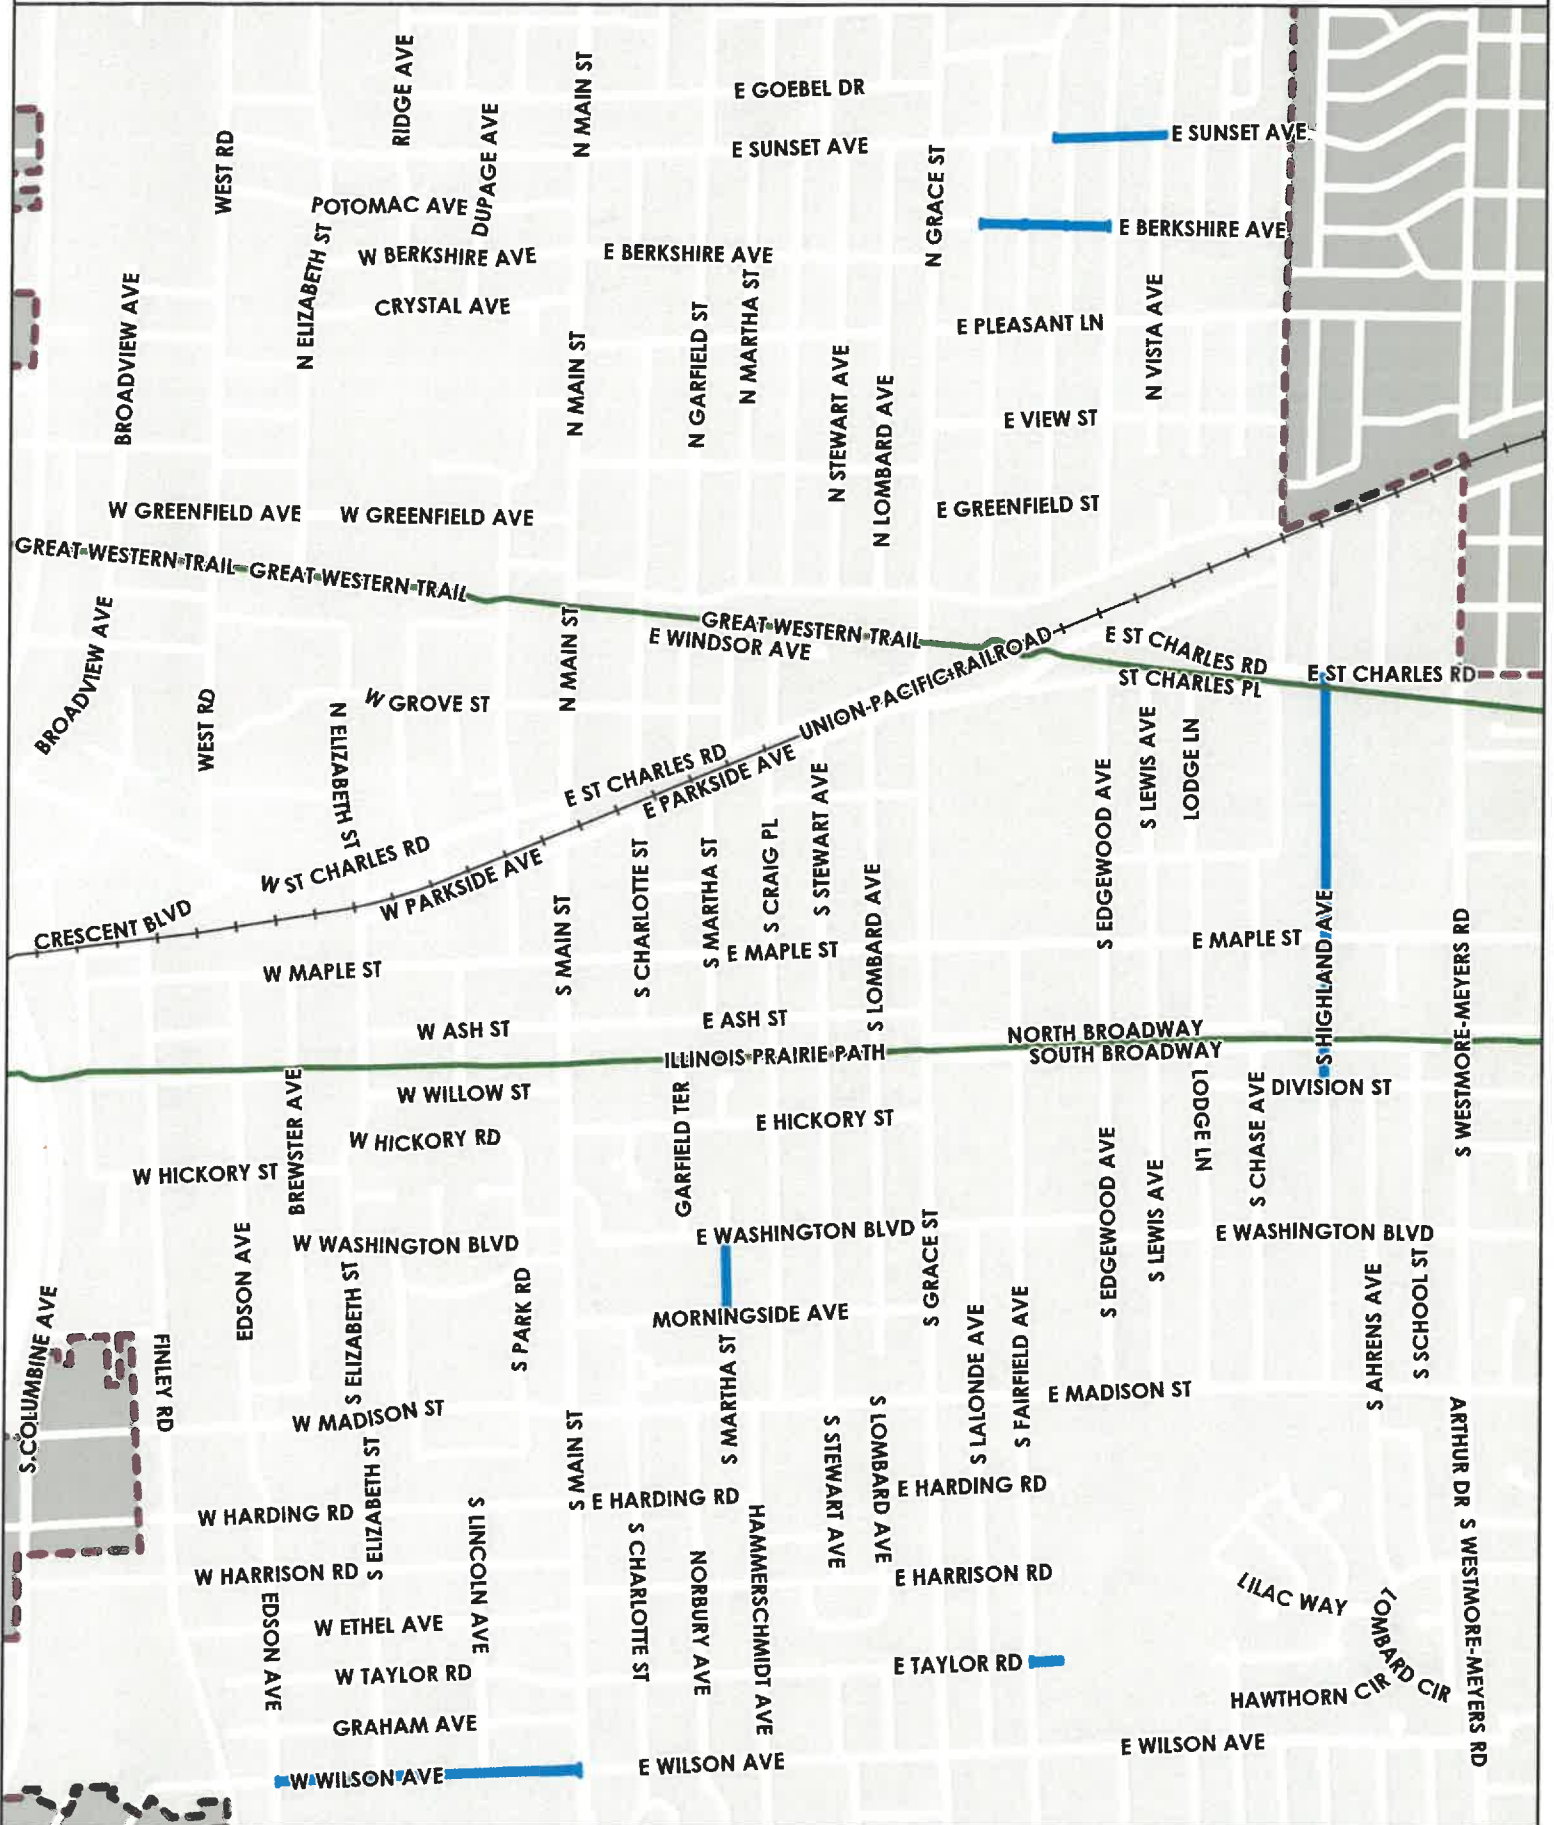 RIDGE AVE
N MAIN ST
E GOEBEL DR
DUPAGE AVE
WEST RD
E SUNSET AVE
E SUNSET AVE
N GRACE ST
POTOMAC AVE
N ELIZABETH ST
W BERKSHIRE AVE
E BERKSHIRE AVE
E BERKSHIRE AVE
BROADVIEW AVE
CRYSTAL AVE
N MAIN ST
N GARFIELD ST
N MARTHA ST
E PLEASANT LN
N VISTA AVE
N STEWART AVE
N LOMBARD AVE
E VIEW ST
W GREENFIELD AVE
W GREENFIELD AVE
E GREENFIELD ST
GREAT WESTERN TRAIL
GREAT WESTERN TRAIL
GREAT WESTERN TRAIL
E WINDSOR AVE
BROADVIEW AVE
N MAIN ST
UNION PACIFIC RAILROAD
E ST CHARLES RD
ST CHARLES PL
E ST CHARLES RD
WEST RD
W GROVE ST
N ELIZABETH ST
E ST CHARLES RD
E PARKSIDE AVE
S STEWART AVE
S LEWIS AVE
LODGE LN
S EDGEWOOD AVE
W ST CHARLES RD
W PARKSIDE AVE
CRESCENT BLVD
S MAIN ST
S CHARLOTTE ST
S MARTHA ST
S CRAIG PL
S LOMBARD AVE
E MAPLE ST
E MAPLE ST
S HIGHLAND AVE
S WESTMORE-MEYERS RD
W MAPLE ST
W ASH ST
E ASH ST
NORTH BROADWAY
ILLINOIS PRAIRIE PATH
SOUTH BROADWAY
W WILLOW ST
DIVISION ST
BREWSTER AVE
GARFIELD TER
E HICKORY ST
LODGE LN
S CHASE AVE
W HICKORY RD
W HICKORY ST
S EDGEWOOD AVE
S LEWIS AVE
EDSON AVE
W WASHINGTON BLVD
E WASHINGTON BLVD
S GRACE ST
E WASHINGTON BLVD
S ELIZABETH ST
S PARK RD
S COLUMBINE AVE
FINLEY RD
MORNINGSIDE AVE
S MARTHA ST
S LALONDE AVE
S FAIRFIELD AVE
S AHRENS AVE
S SCHOOL ST
W MADISON ST
E MADISON ST
S MAIN ST
S STEWART AVE
S LOMBARD AVE
ARTHUR DR
S ELIZABETH ST
W HARDING RD
E HARDING RD
E HARDING RD
S LINCOLN AVE
S CHARLOTTE ST
NORBURY AVE
HAMMERSCHMIDT AVE
W HARRISON RD
E HARRISON RD
LILAC WAY
S WESTMORE-MEYERS RD
EDSON AVE
W ETHEL AVE
LOMBARD CIR
W TAYLOR RD
E TAYLOR RD
HAWTHORN CIR
GRAHAM AVE
W WILSON AVE
E WILSON AVE
E WILSON AVE